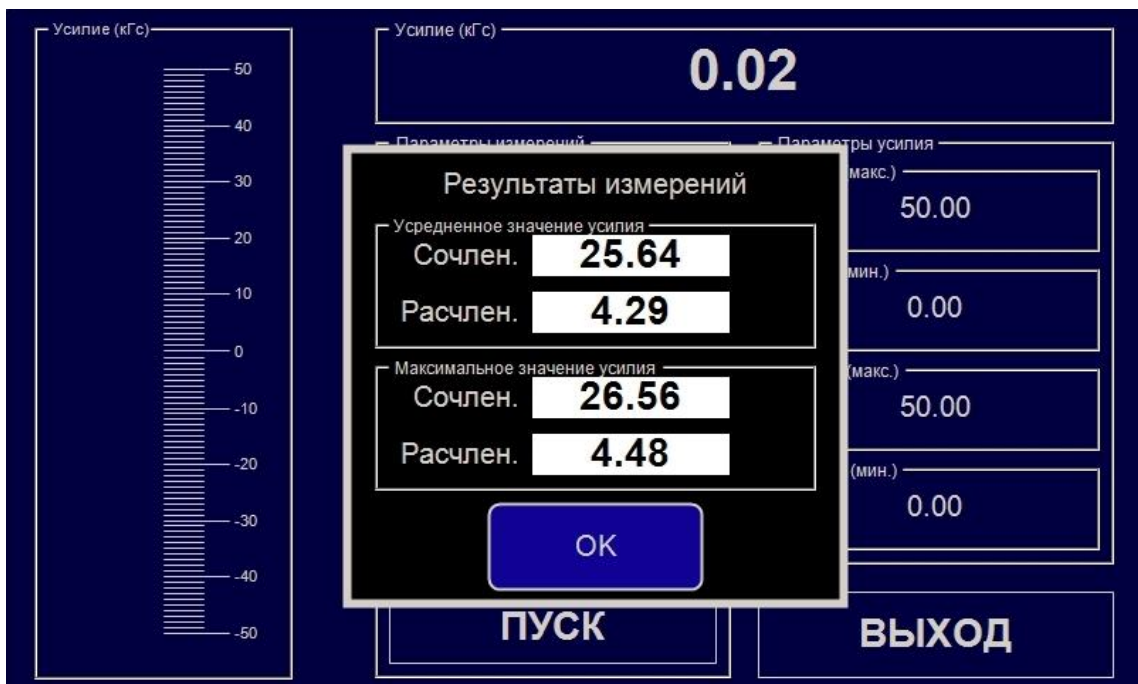 Усилие (кГс)
50
40
30
20
10
0
-10
-20
-30
-40
-50
Усилие (кГс)
0.02
Параметры измерений
Параметры усилия
макс.)
50.00
мин.)
0.00
(макс.)
50.00
(мин.)
0.00
Результаты измерений
Усредненное значение усилия
Сочлен. 25.64
Расчлен. 4.29
Максимальное значение усилия
Сочлен. 26.56
Расчлен. 4.48
OK
ПУСК
ВЫХОД